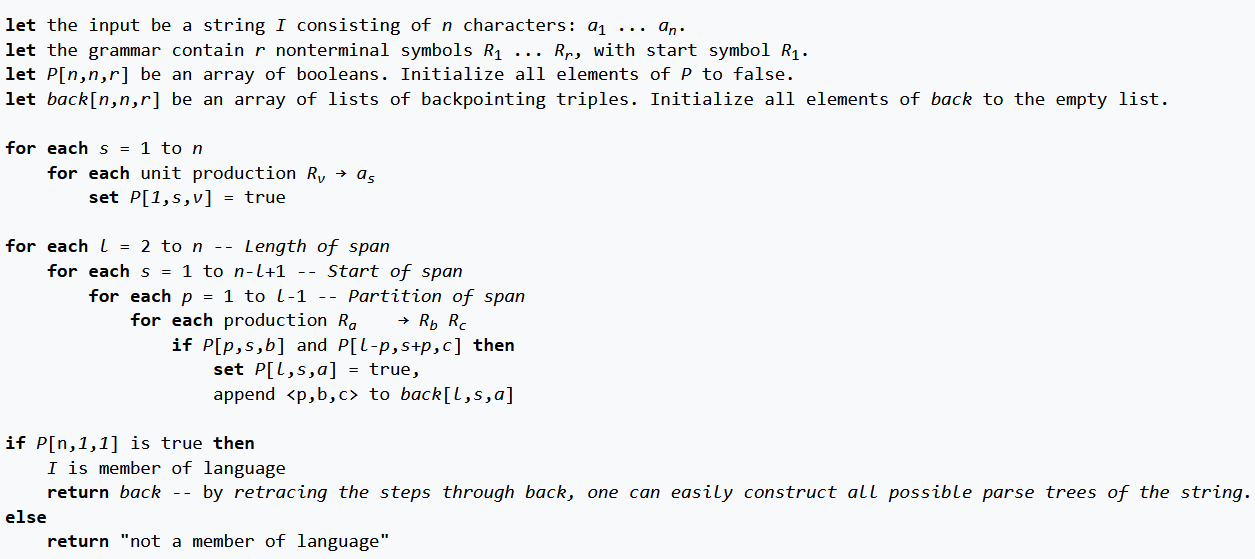 let the input be a string I consisting of n characters: a₁ ... aₙ.
let the grammar contain r nonterminal symbols R₁ ... Rᵣ, with start symbol R₁.
let P[n,n,r] be an array of booleans. Initialize all elements of P to false.
let back[n,n,r] be an array of lists of backpointing triples. Initialize all elements of back to the empty list.

for each s = 1 to n
    for each unit production Rᵥ → aₛ
        set P[1,s,v] = true

for each l = 2 to n -- Length of span
    for each s = 1 to n-l+1 -- Start of span
        for each p = 1 to l-1 -- Partition of span
            for each production Rₐ    → R_b R_c
                if P[p,s,b] and P[l-p,s+p,c] then
                    set P[l,s,a] = true,
                    append <p,b,c> to back[l,s,a]

if P[n,1,1] is true then
    I is member of language
    return back -- by retracing the steps through back, one can easily construct all possible parse trees of the string.
else
    return "not a member of language"